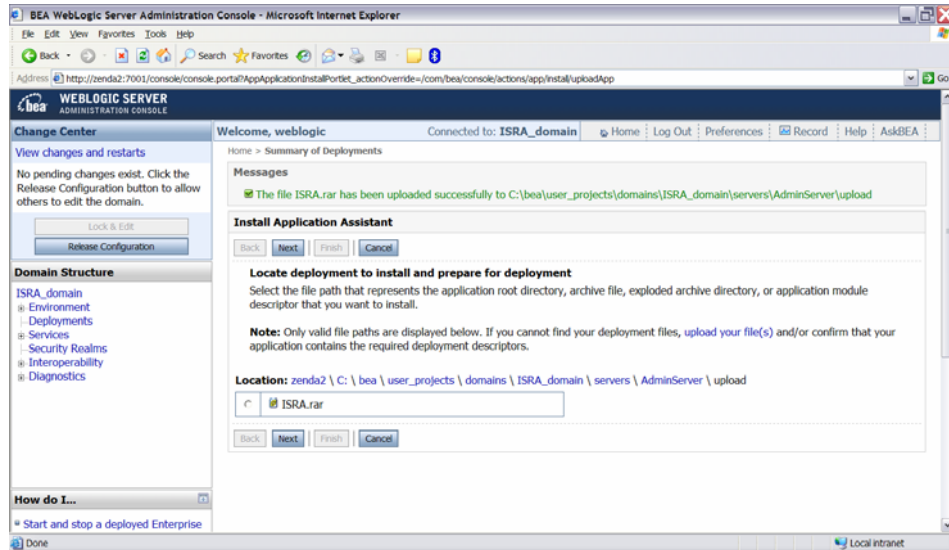 BEA WebLogic Server Administration Console - Microsoft Internet Explorer
File Edit View Favorites Tools Help
Back Search Favorites
Address http://zenda2:7001/console/console.portal?AppApplicationInstallPortlet_actionOverride=/com/bea/console/actions/app/install/uploadApp Go
bea WEBLOGIC SERVER
ADMINISTRATION CONSOLE
Change Center
View changes and restarts
No pending changes exist. Click the
Release Configuration button to allow
others to edit the domain.
Lock & Edit
Release Configuration
Domain Structure
ISRA_domain
Environment
Deployments
Services
Security Realms
Interoperability
Diagnostics
How do I...
Start and stop a deployed Enterprise
Welcome, weblogic Connected to: ISRA_domain Home Log Out Preferences Record Help AskBEA
Home > Summary of Deployments
Messages
The file ISRA.rar has been uploaded successfully to C:\bea\user_projects\domains\ISRA_domain\servers\AdminServer\upload
Install Application Assistant
Back Next Finish Cancel
Locate deployment to install and prepare for deployment
Select the file path that represents the application root directory, archive file, exploded archive directory, or application module
descriptor that you want to install.
Note: Only valid file paths are displayed below. If you cannot find your deployment files, upload your file(s) and/or confirm that your
application contains the required deployment descriptors.
Location: zenda2 \ C: \ bea \ user_projects \ domains \ ISRA_domain \ servers \ AdminServer \ upload
ISRA.rar
Back Next Finish Cancel
Done Local intranet